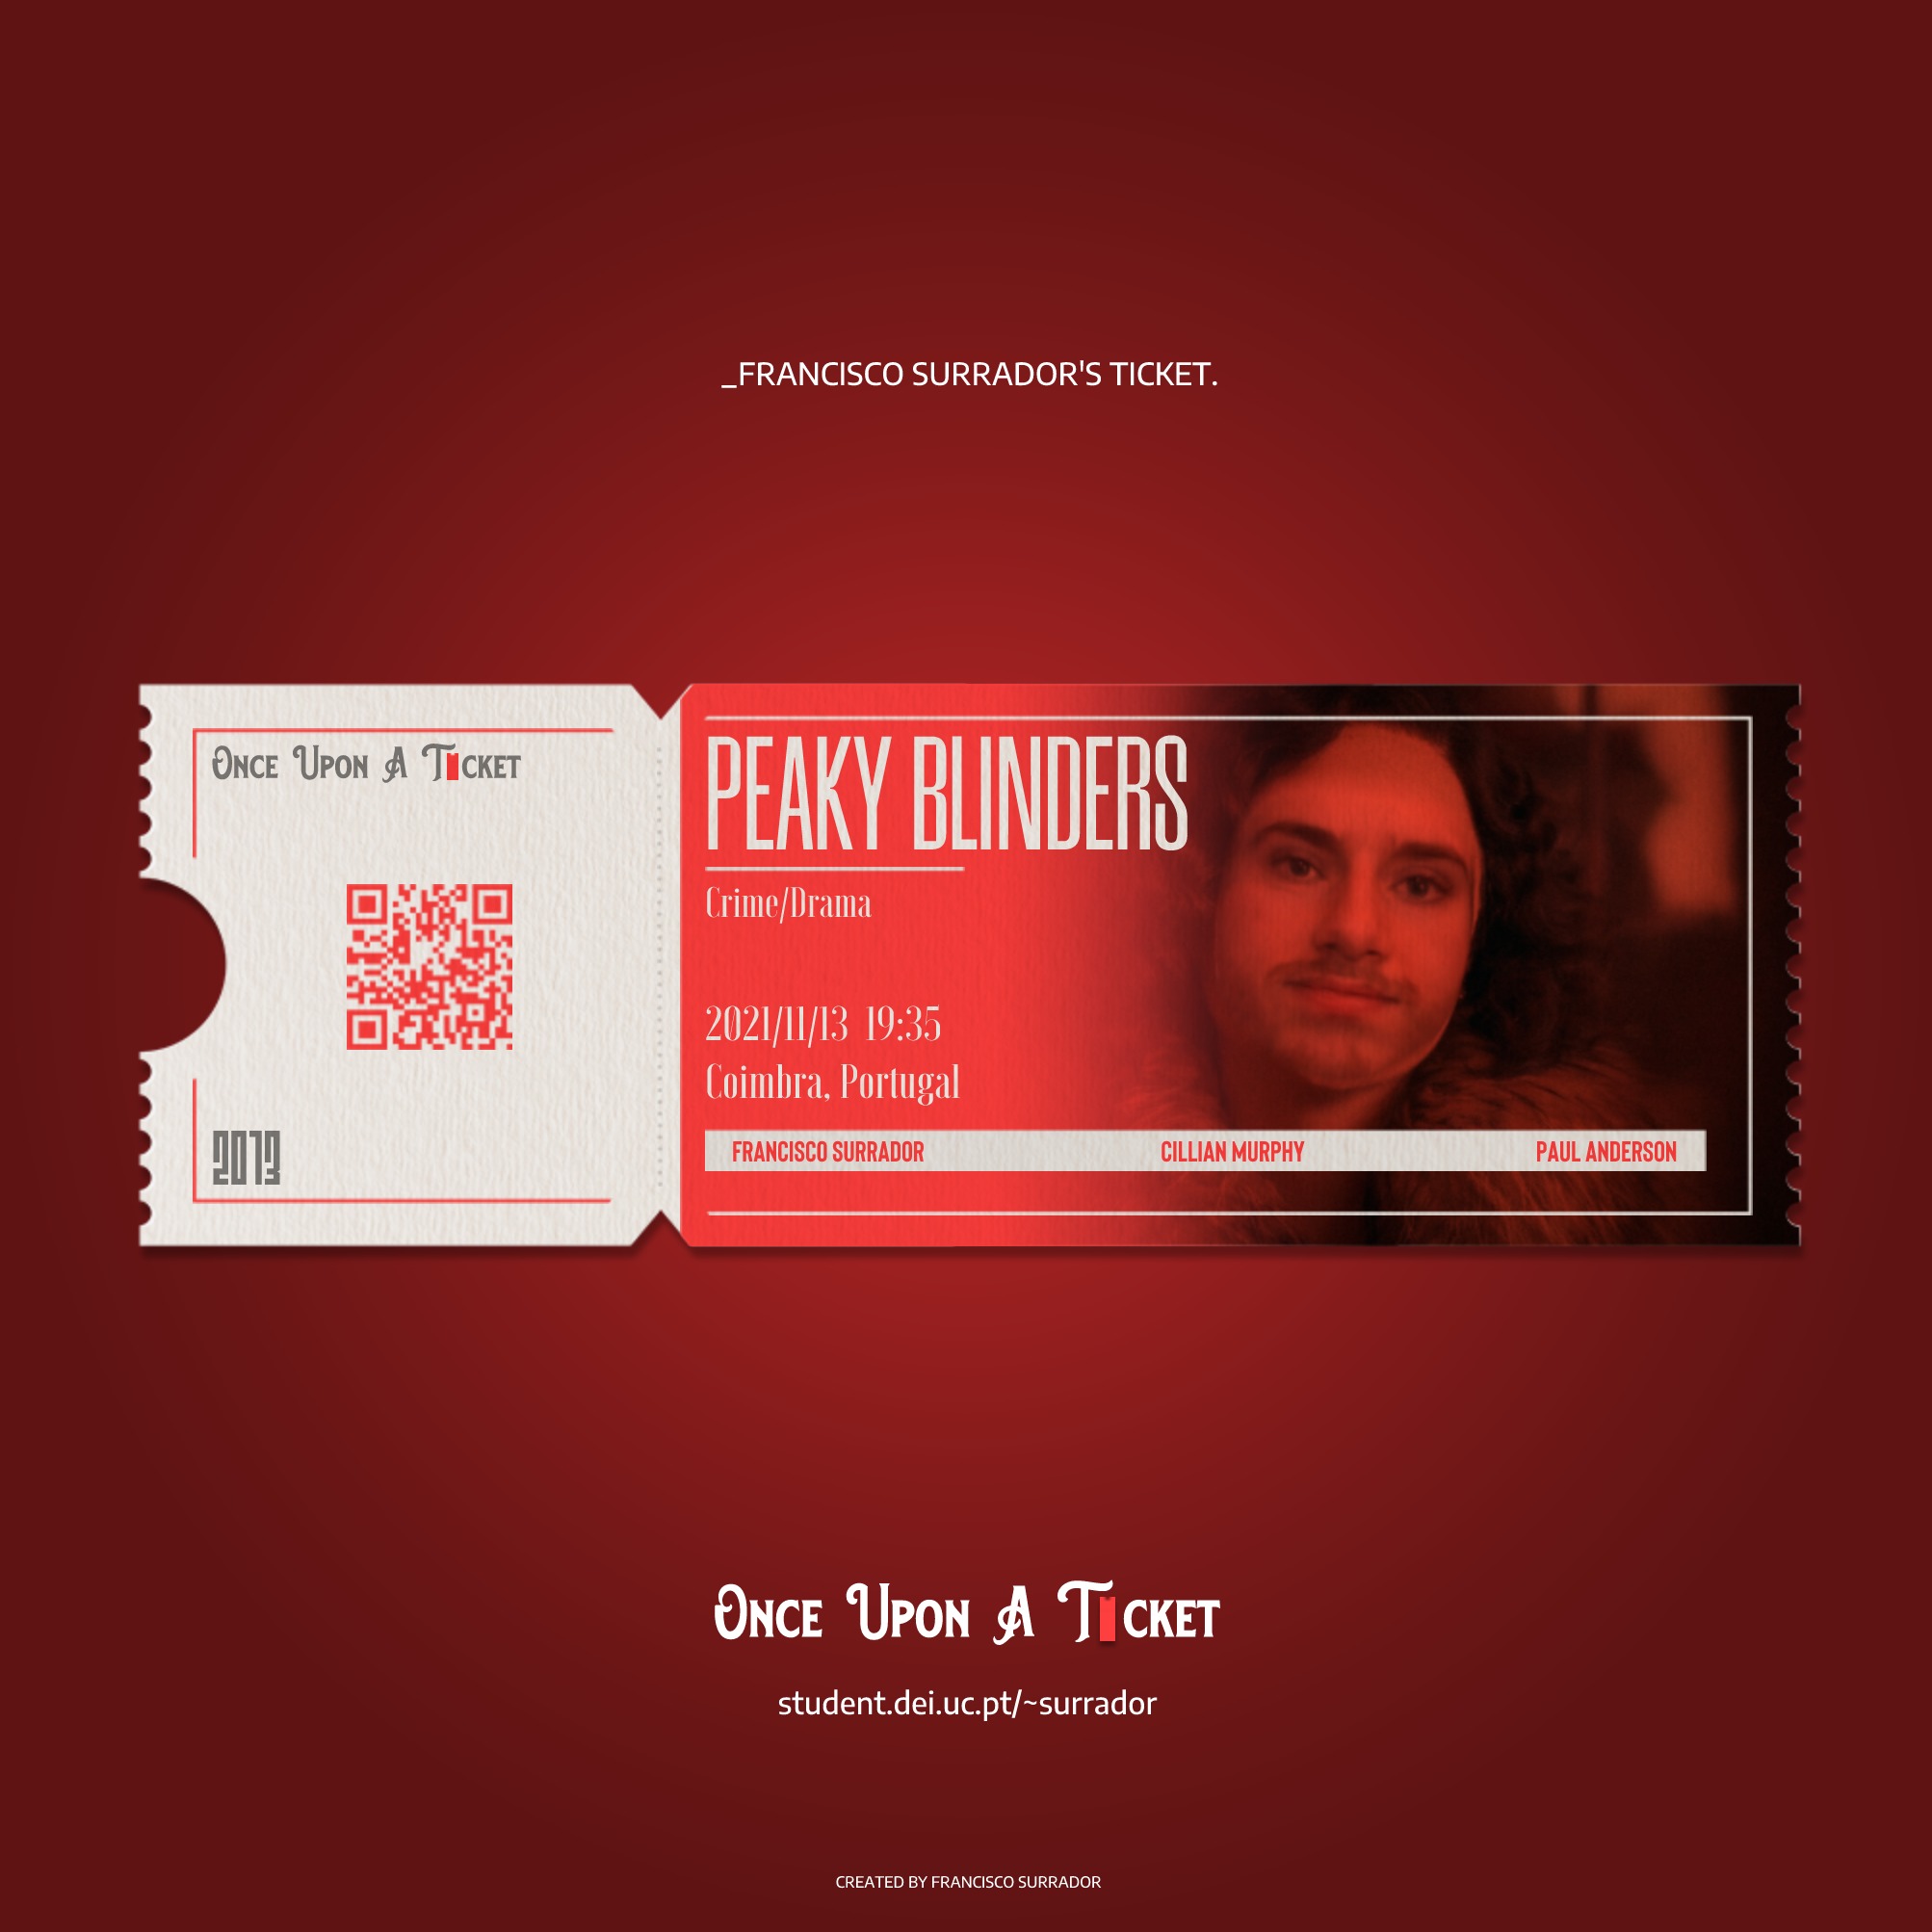 _FRANCISCO SURRADOR'S TICKET.
ONCE UPON A TICKET
2013
PEAKY BLINDERS
Crime/Drama
2021/11/13 19:35
Coimbra, Portugal
FRANCISCO SURRADOR CILLIAN MURPHY PAUL ANDERSON
ONCE UPON A TICKET
student.dei.uc.pt/~surrador
CREATED BY FRANCISCO SURRADOR